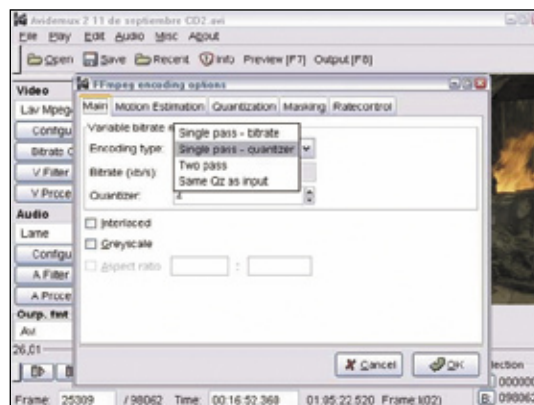 Avidemux 2 11 de septiembre CD2.avi
File Play Edit Audio Misc About
Open Save Recent Info Preview [F7] Output [F8]
Video
Lav Mpeg
Configu
Bitrate C
V Filter
V Proce
Audio
Lame
Configu
A Filter
A Proce
Outp. fmt
Avi
26,01
FFmpeg encoding options
Main Motion Estimation Quantization Masking Ratecontrol
Variable bitrate
Encoding type:
Single pass - bitrate
Single pass - quantizer
Two pass
Same Qz as input
Bitrate (kb/s):
Quantizer: 4
Interlaced
Greyscale
Aspect ratio :
Cancel OK
lection
000000
Frame: 25309 / 98062 Time: 00:16:52.360 01:05:22.520 Frame:I(02) B: 098062